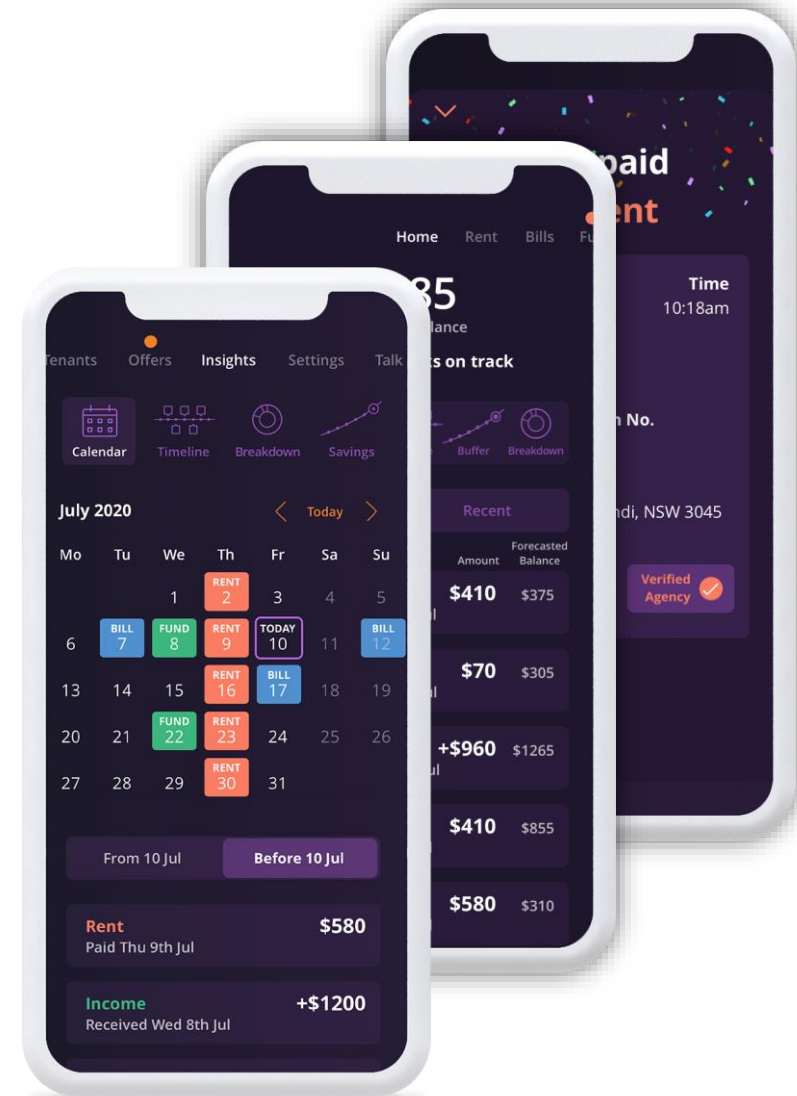 Tenants Offers Insights Settings Talk
Calendar Timeline Breakdown Savings
July 2020 Today
Mo Tu We Th Fr Sa Su
1 RENT 2 3 4 5
6 BILL 7 FUND 8 RENT 9 TODAY 10 11 BILL 12
13 14 15 RENT 16 BILL 17 18 19
20 21 FUND 22 RENT 23 24 25 26
27 28 29 RENT 30 31
From 10 Jul Before 10 Jul
Rent $580
Paid Thu 9th Jul
Income +$1200
Received Wed 8th Jul
Home Rent Bills
85
s on track
Buffer Breakdown
Recent
Amount Forecasted Balance
$410 $375
$70 $305
+$960 $1265
$410 $855
$580 $310
paid
Time
10:18am
No.
NSW 3045
Verified
Agency